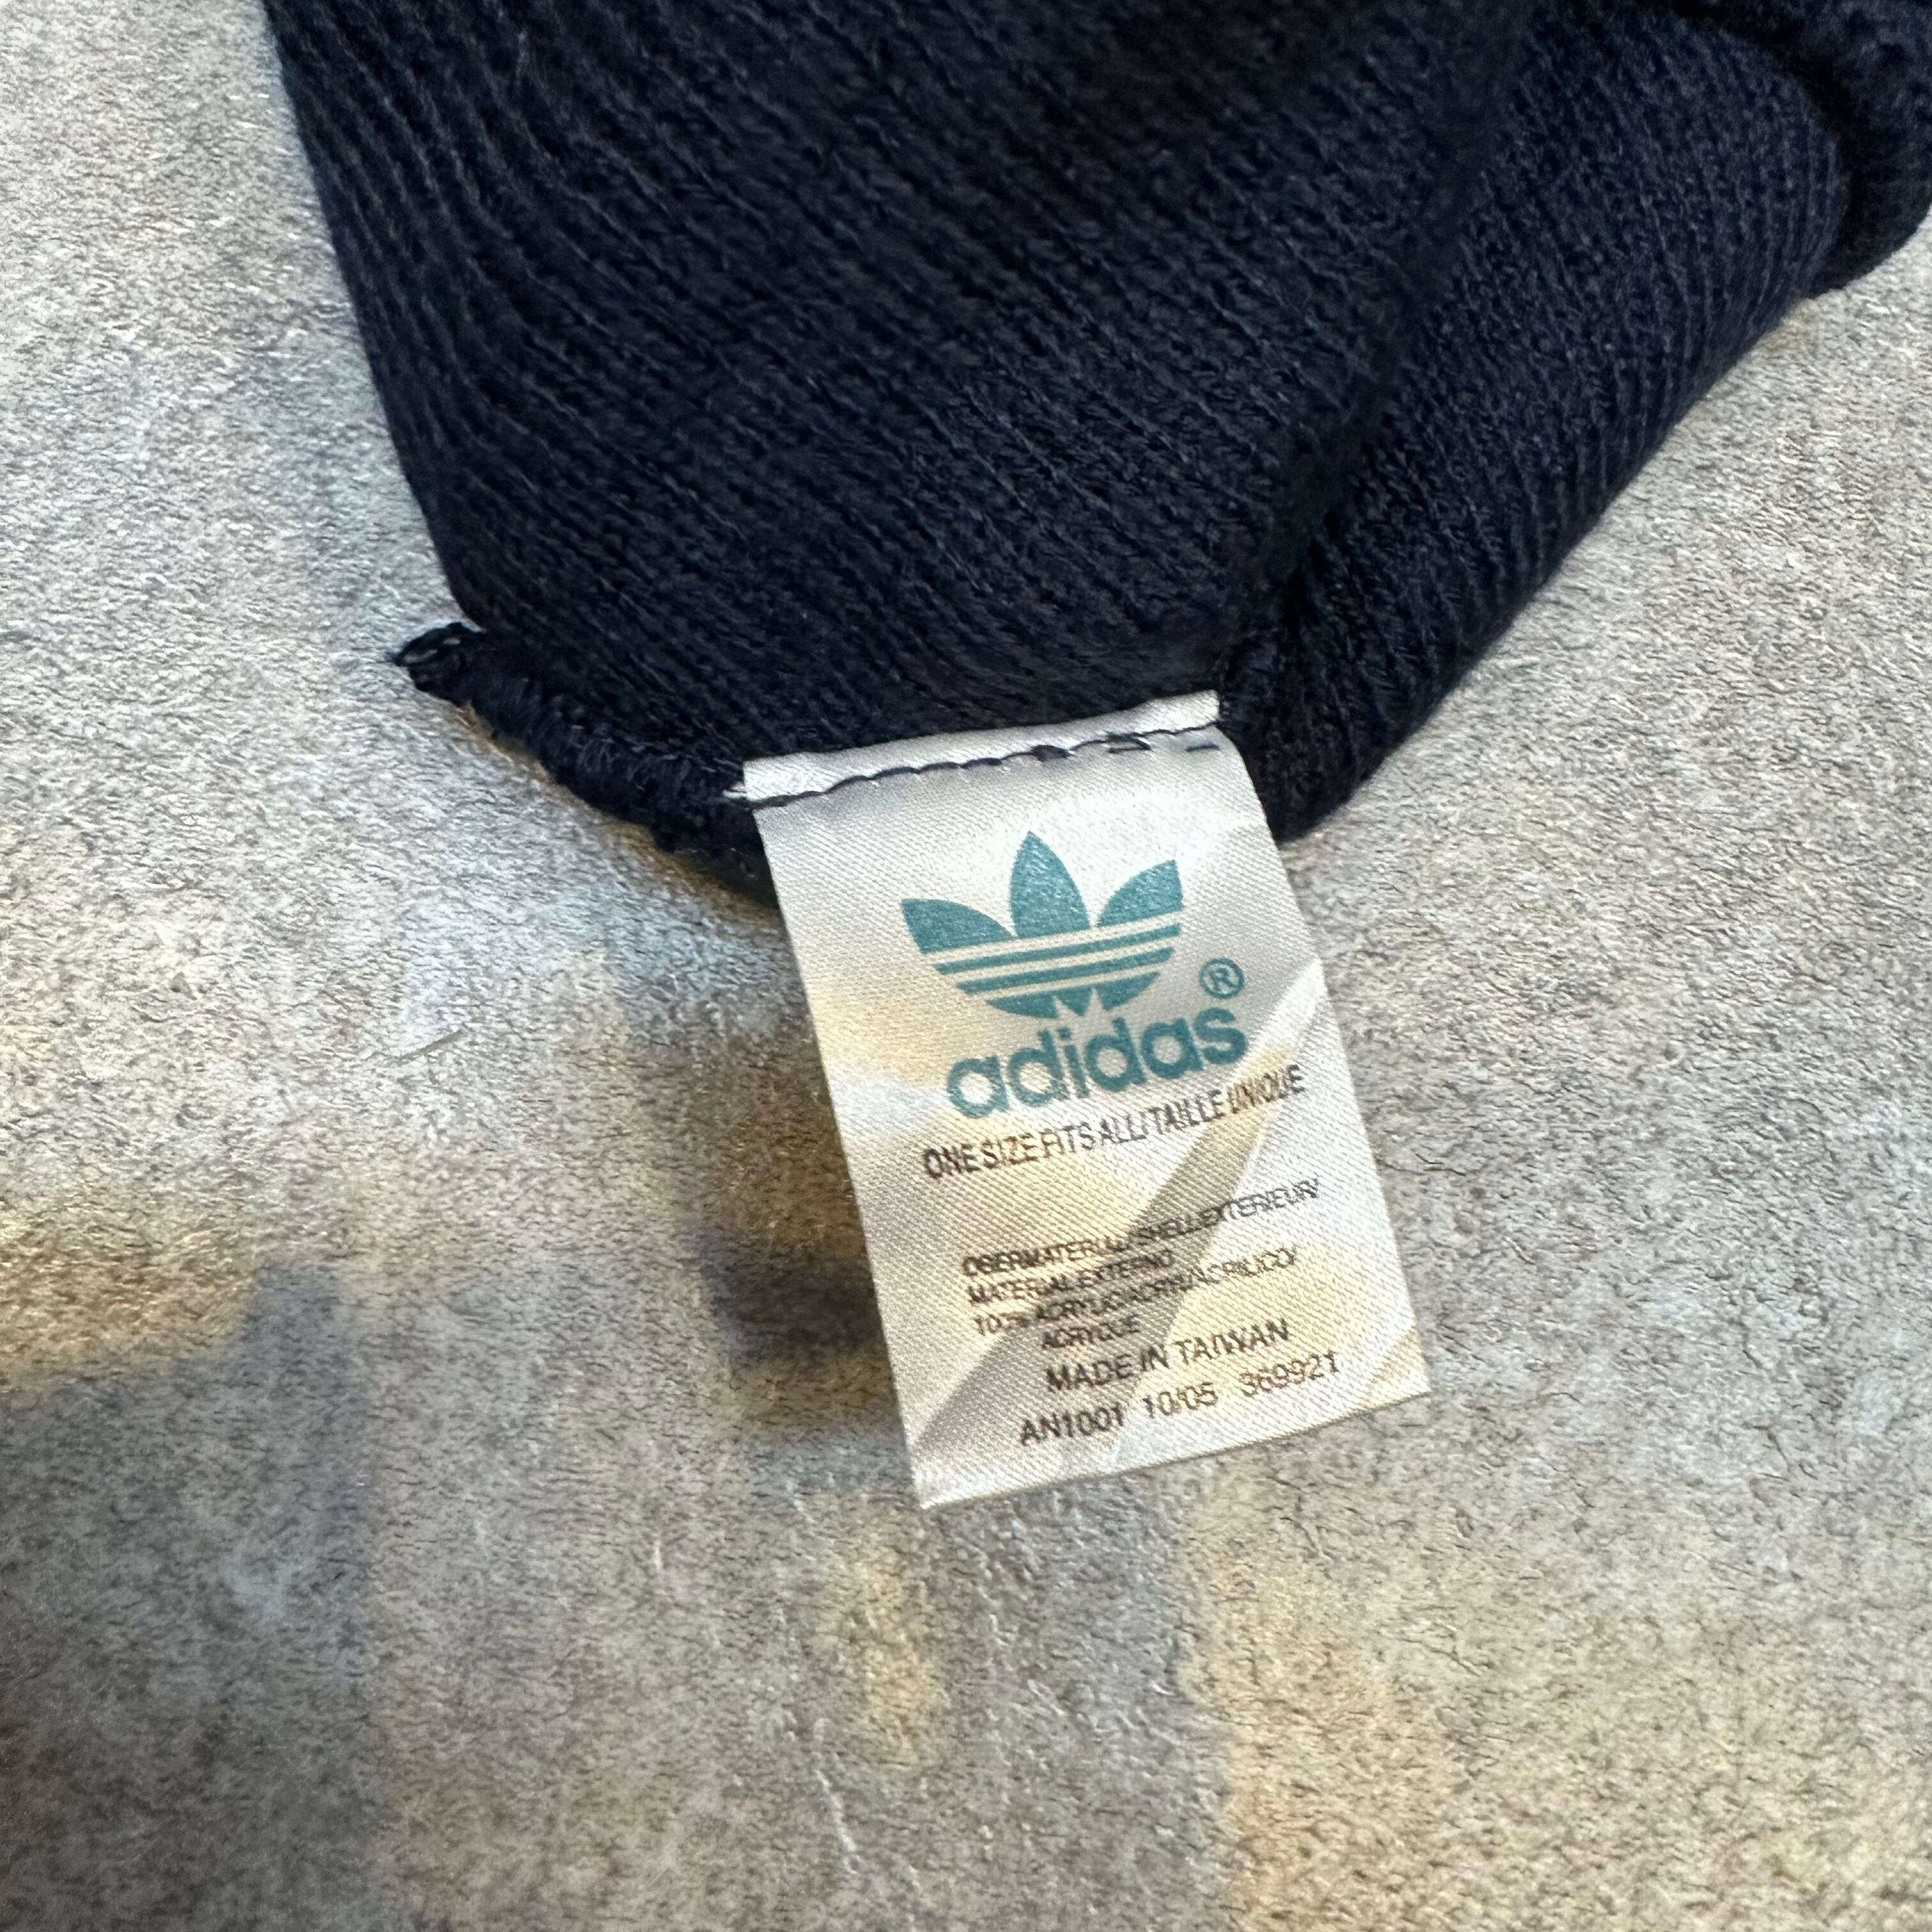 ®
adidas
ONE SIZE FITS ALL/TAILLE UNIQUE
OBERMATERIAL/SHELL/EXTERIEUR/
MATERIAL EXTERNO
100% ACRYLIC/ACRYL/ACRILICO/
ACRYQUE
MADE IN TAIWAN
AN1001 10/05 369921